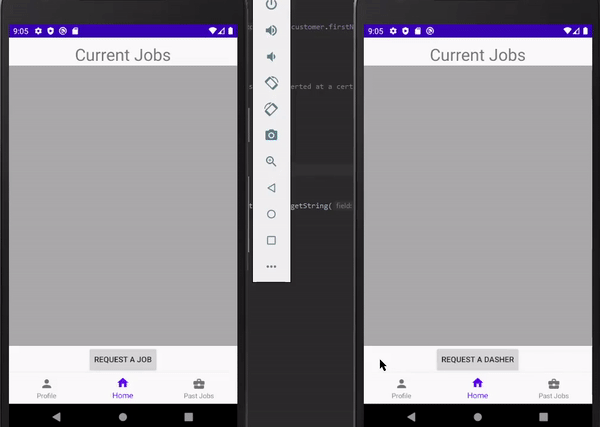 9:05
Current Jobs
REQUEST A JOB
Profile
Home
Past Jobs
customer.firstN
erted at a cert
getString( field:
9:05
Current Jobs
REQUEST A DASHER
Profile
Home
Past Jobs